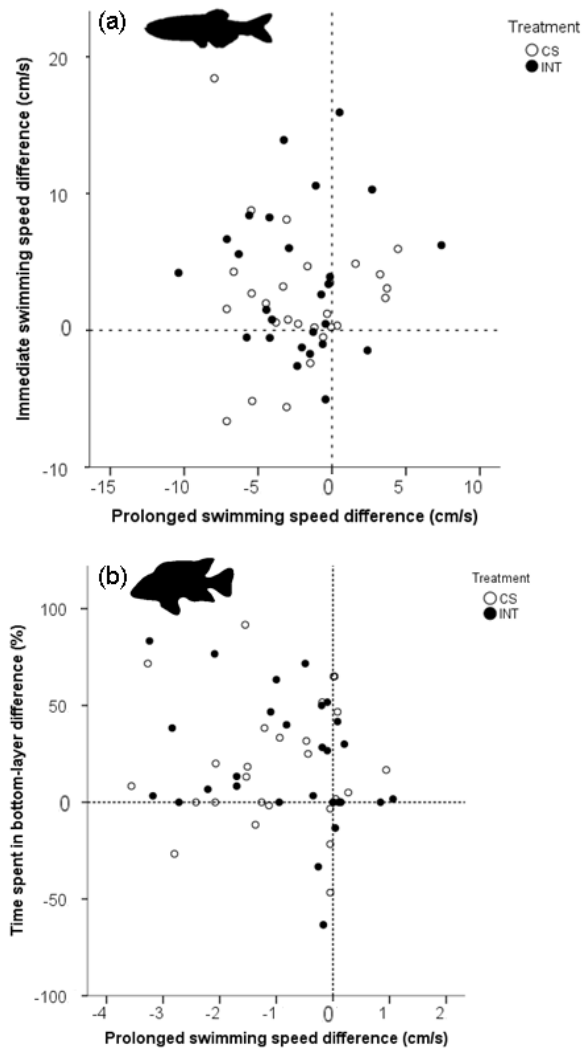 (a)
Treatment
CS
INT
20
10
0
-10
-15
-10
-5
0
5
10
Immediate swimming speed difference (cm/s)
Prolonged swimming speed difference (cm/s)
(b)
Treatment
CS
INT
100
50
0
-50
-100
-4
-3
-2
-1
0
1
2
Time spent in bottom-layer difference (%)
Prolonged swimming speed difference (cm/s)